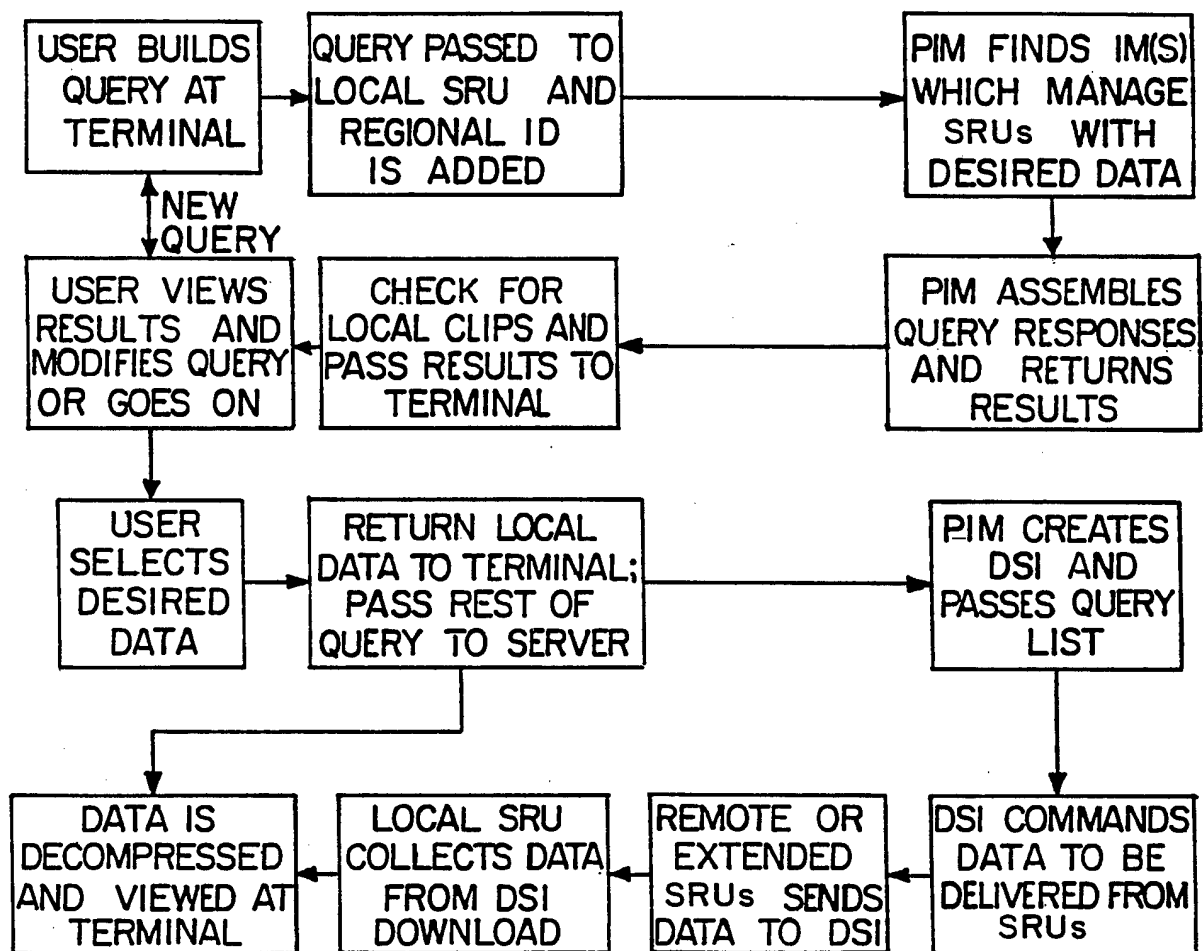 USER BUILDS
QUERY AT
TERMINAL
QUERY PASSED TO
LOCAL SRU AND
REGIONAL ID
IS ADDED
PIM FINDS IM(S)
WHICH MANAGE
SRUs WITH
DESIRED DATA
NEW
QUERY
USER VIEWS
RESULTS AND
MODIFIES QUERY
OR GOES ON
CHECK FOR
LOCAL CLIPS AND
PASS RESULTS TO
TERMINAL
PIM ASSEMBLES
QUERY RESPONSES
AND RETURNS
RESULTS
USER
SELECTS
DESIRED
DATA
RETURN LOCAL
DATA TO TERMINAL;
PASS REST OF
QUERY TO SERVER
PIM CREATES
DSI AND
PASSES QUERY
LIST
DATA IS
DECOMPRESSED
AND VIEWED AT
TERMINAL
LOCAL SRU
COLLECTS DATA
FROM DSI
DOWNLOAD
REMOTE OR
EXTENDED
SRUs SENDS
DATA TO DSI
DSI COMMANDS
DATA TO BE
DELIVERED FROM
SRUs